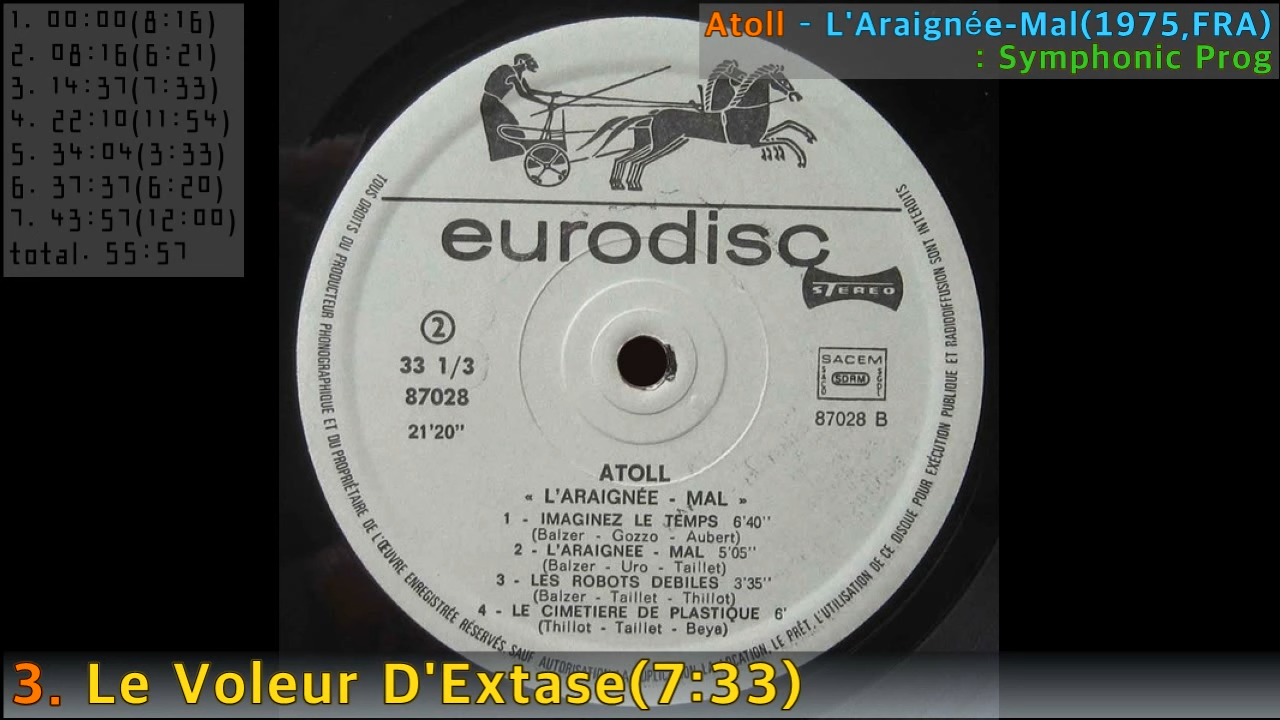 1. 00:00(8:16)
2. 08:16(6:21)
3. 14:37(7:33)
4. 22:10(11:54)
5. 34:04(3:33)
6. 37:37(6:20)
7. 43:57(12:00)
total. 55:57
Atoll - L'Araignée-Mal(1975,FRA)
: Symphonic Prog
eurodisc
STEREO
2
33 1/3
87028
21'20''
SACEM
SACD SDRM SGDL
87028 B
ATOLL
« L'ARAIGNÉE - MAL »
1 - IMAGINEZ LE TEMPS 6'40''
(Balzer - Gozzo - Aubert)
2 - L'ARAIGNEE - MAL 5'05''
(Balzer - Uro - Taillet)
3 - LES ROBOTS DEBILES 3'35''
(Balzer - Taillet - Thillot)
4 - LE CIMETIERE DE PLASTIQUE 6'
(Thillot - Taillet - Beya)
TOUS DROITS DU PRODUCTEUR PHONOGRAPHIQUE ET DU PROPRIÉTAIRE DE L'ŒUVRE ENREGISTRÉE RÉSERVÉS. SAUF AUTORISATION LA LOCATION, LE PRÊT, L'UTILISATION DE CE DISQUE POUR EXÉCUTION PUBLIQUE ET RADIODIFFUSION SONT INTERDITS
3. Le Voleur D'Extase(7:33)